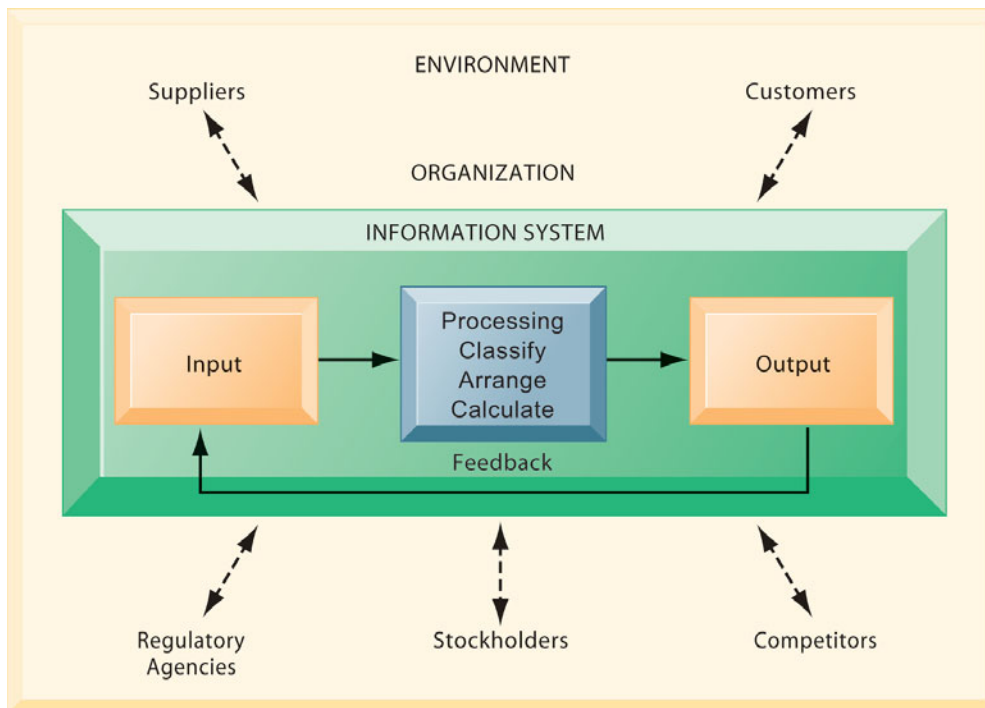 ENVIRONMENT
Suppliers
Customers
ORGANIZATION
INFORMATION SYSTEM
Input
Processing
Classify
Arrange
Calculate
Output
Feedback
Regulatory
Agencies
Stockholders
Competitors